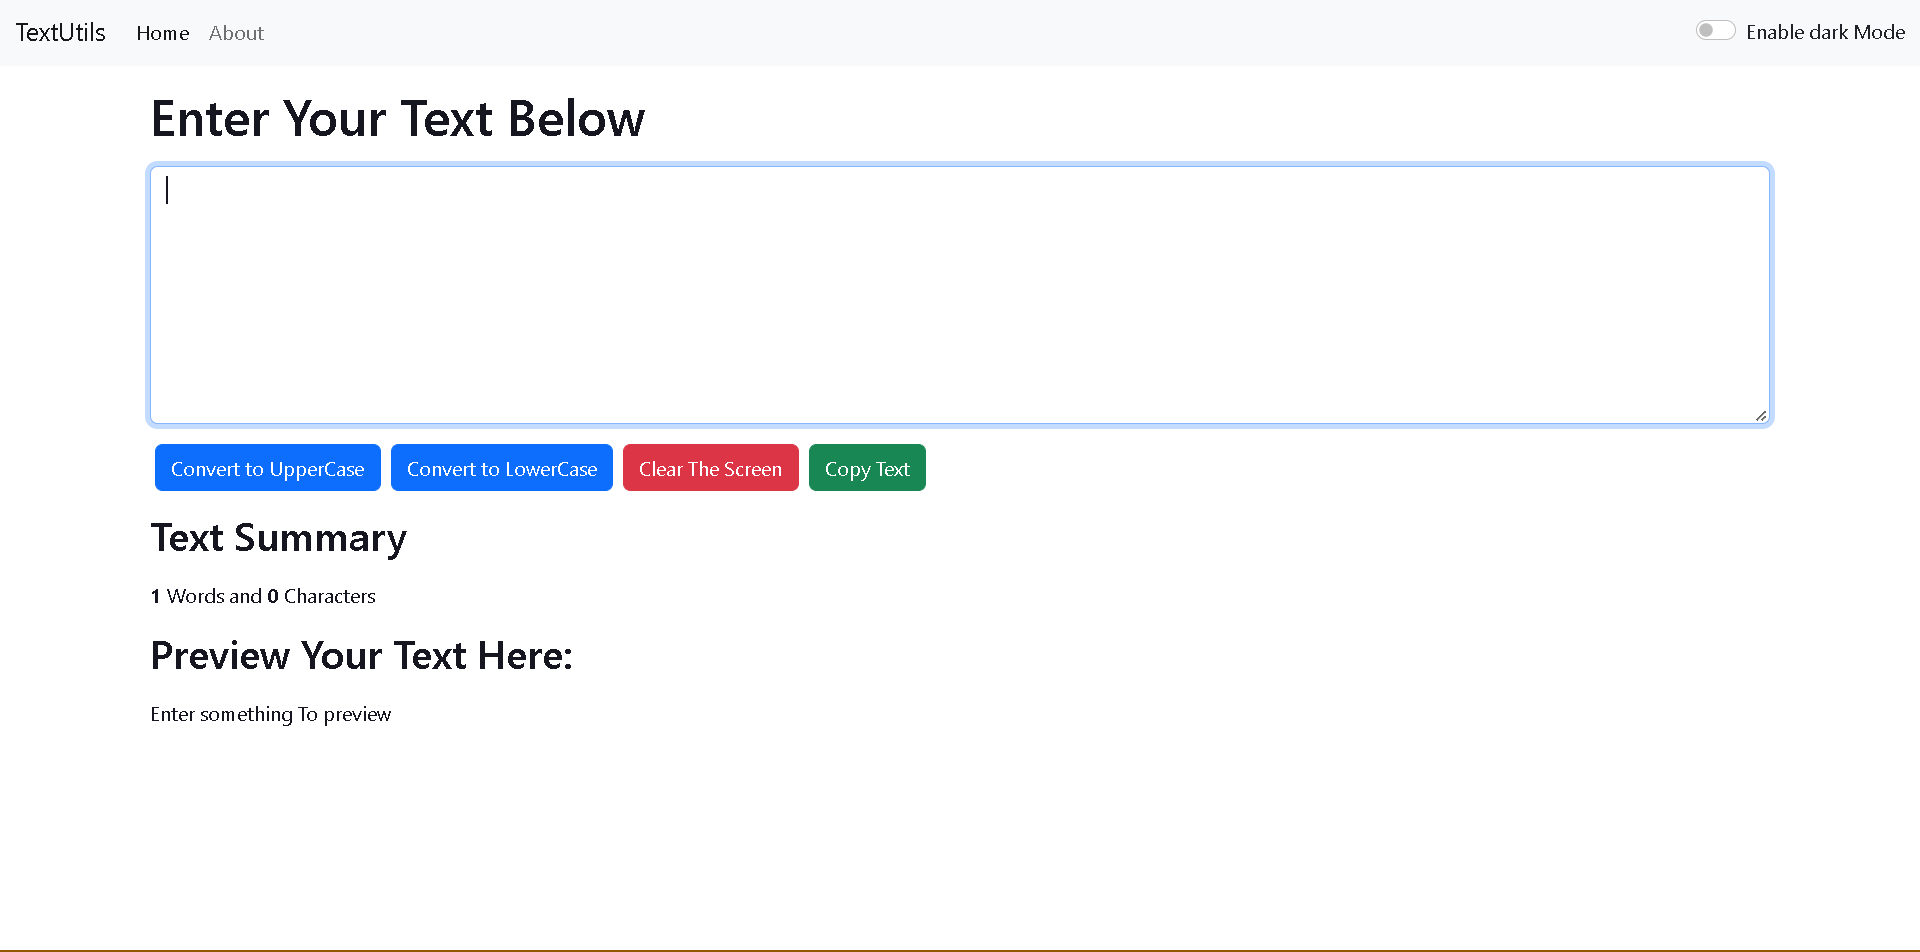 TextUtils Home About Enable dark Mode
Enter Your Text Below
Convert to UpperCase Convert to LowerCase Clear The Screen Copy Text
Text Summary
1 Words and 0 Characters
Preview Your Text Here:
Enter something To preview